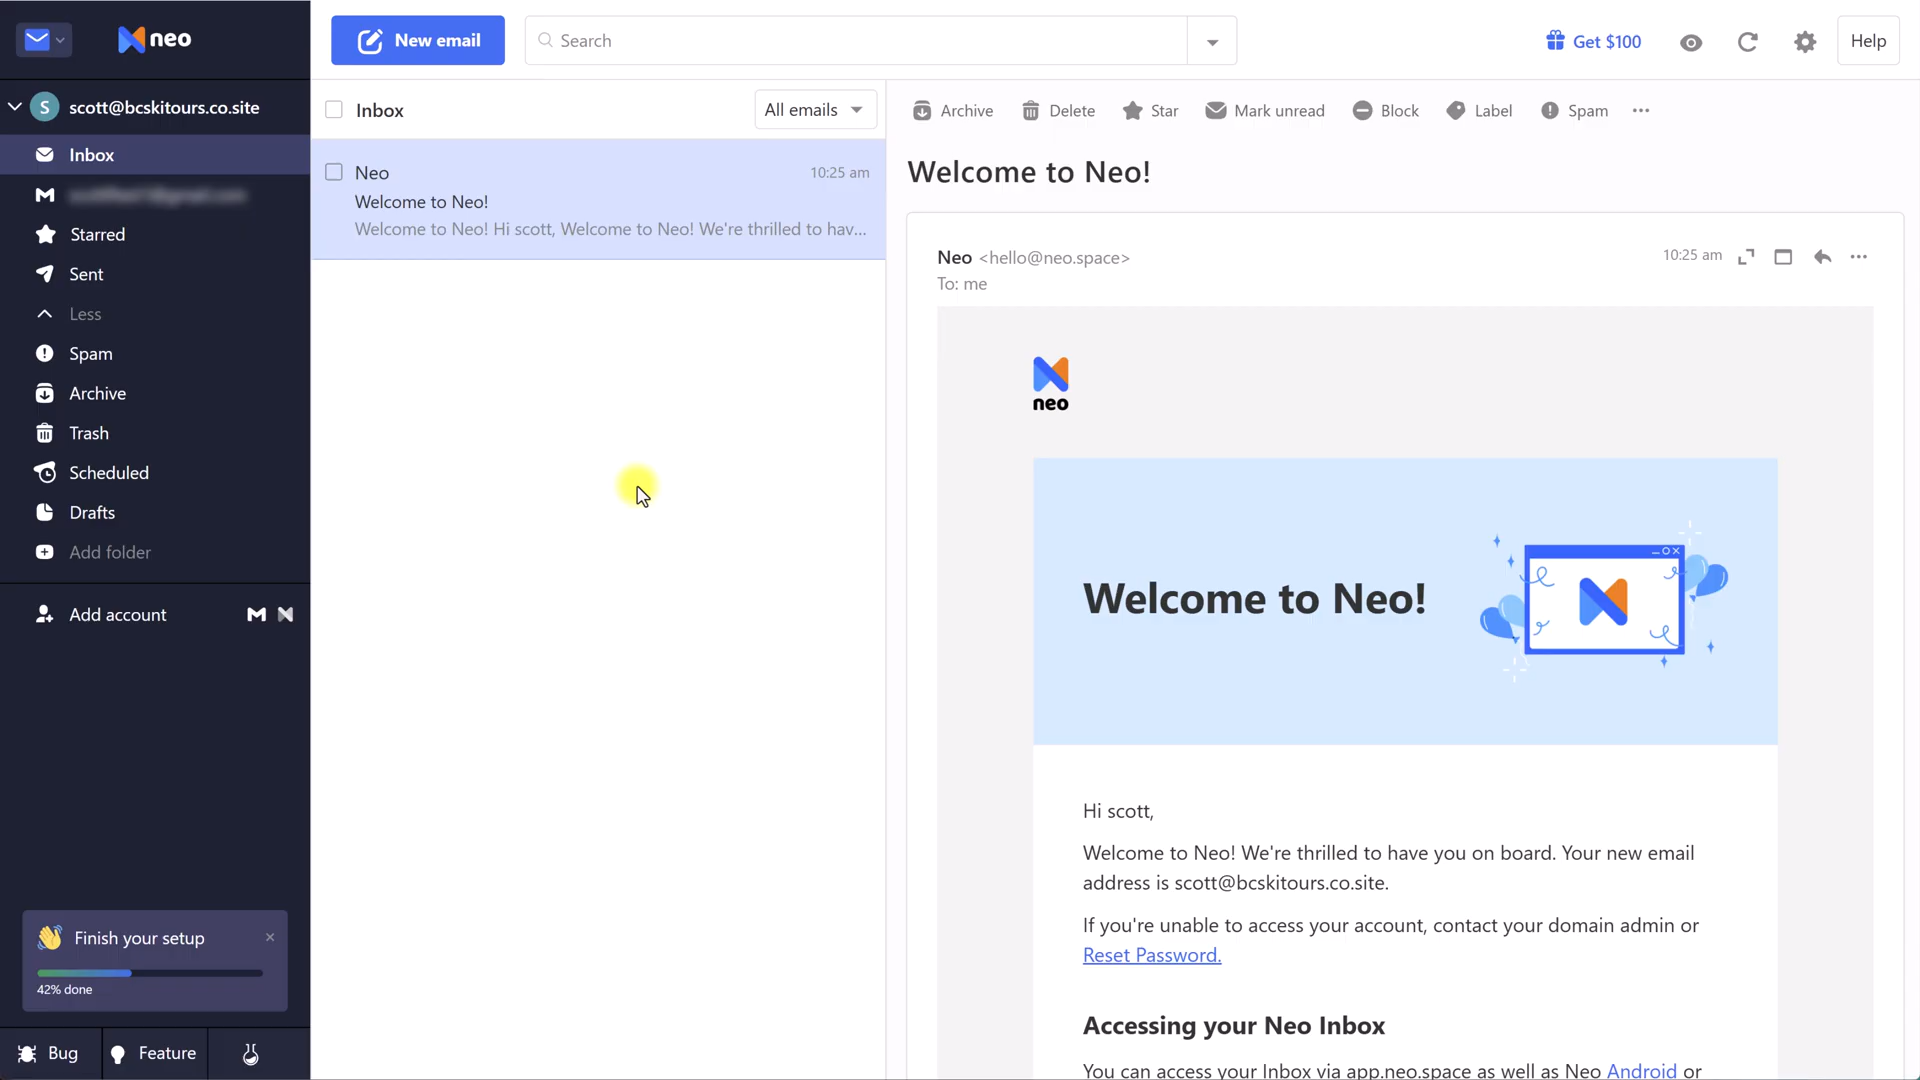 neo
New email
Search
Get $100
Help
S scott@bcskitours.co.site
Inbox
All emails
Archive
Delete
Star
Mark unread
Block
Label
Spam
Inbox
Starred
Sent
Less
Spam
Archive
Trash
Scheduled
Drafts
Add folder
Add account
Finish your setup
42% done
Bug
Feature
Neo 10:25 am
Welcome to Neo!
Welcome to Neo! Hi scott, Welcome to Neo! We're thrilled to hav...
Welcome to Neo!
Neo <hello@neo.space> 10:25 am
To: me
neo
Welcome to Neo!
Hi scott,
Welcome to Neo! We're thrilled to have you on board. Your new email
address is scott@bcskitours.co.site.
If you're unable to access your account, contact your domain admin or
Reset Password.
Accessing your Neo Inbox
You can access your Inbox via app.neo.space as well as Neo Android or